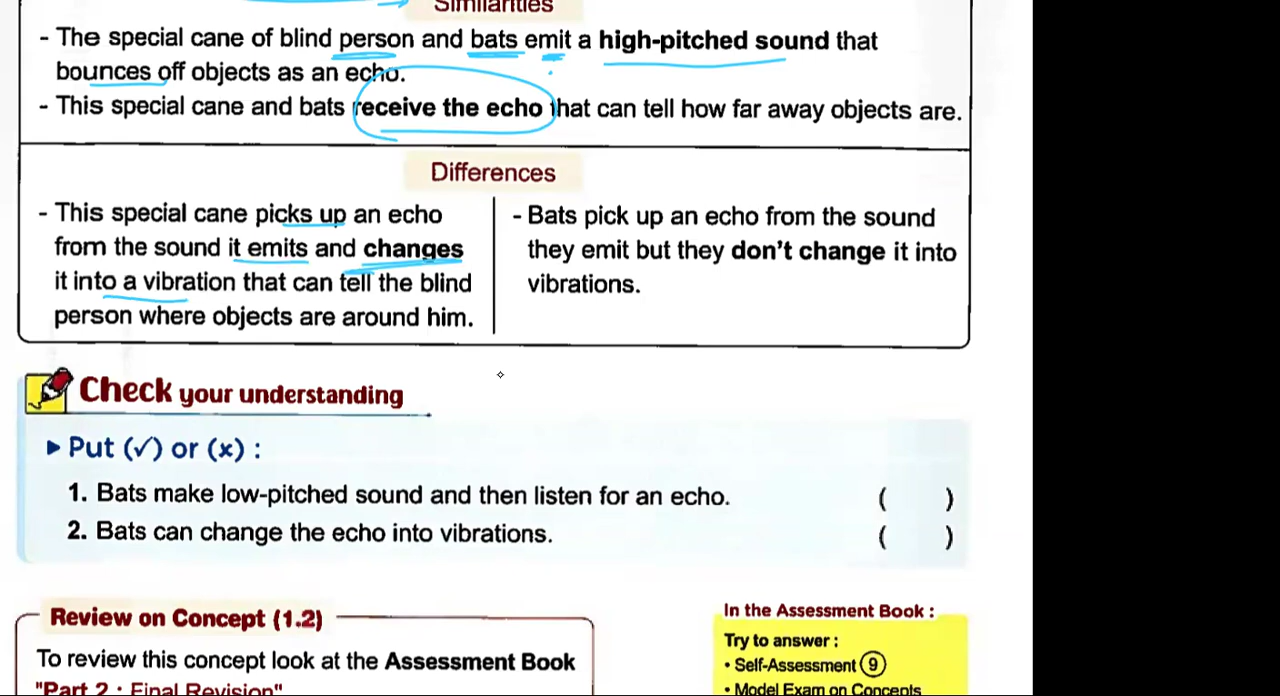 Similarities
- The special cane of blind person and bats emit a high-pitched sound that
bounces off objects as an echo.
- This special cane and bats receive the echo that can tell how far away objects are.
Differences
- This special cane picks up an echo
from the sound it emits and changes
it into a vibration that can tell the blind
person where objects are around him.
- Bats pick up an echo from the sound
they emit but they don't change it into
vibrations.
Check your understanding
▶ Put (✓) or (x) :
1. Bats make low-pitched sound and then listen for an echo. (     )
2. Bats can change the echo into vibrations. (     )
Review on Concept (1.2)
To review this concept look at the Assessment Book
"Part 2 : Final Revision"
In the Assessment Book :
Try to answer :
• Self-Assessment 9
• Model Exam on Concepts